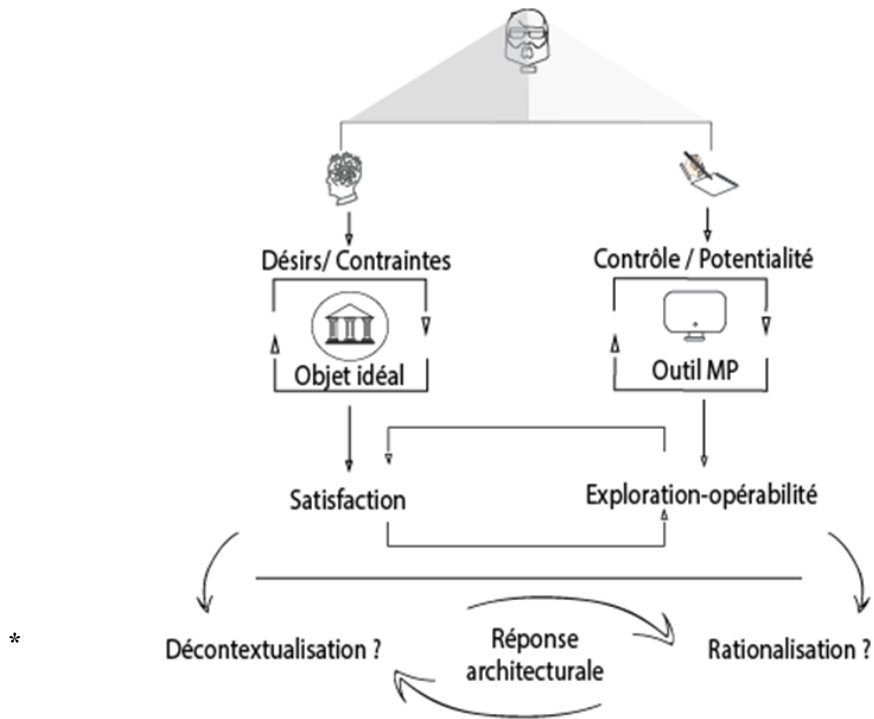 Désirs/ Contraintes
Contrôle / Potentialité
Objet idéal
Outil MP
Satisfaction
Exploration-opérabilité
*
Décontextualisation ?
Réponse
architecturale
Rationalisation ?